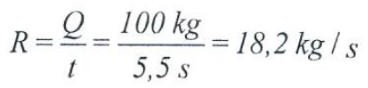 R = Q/t = 100 kg / 5,5 s = 18,2 kg / s